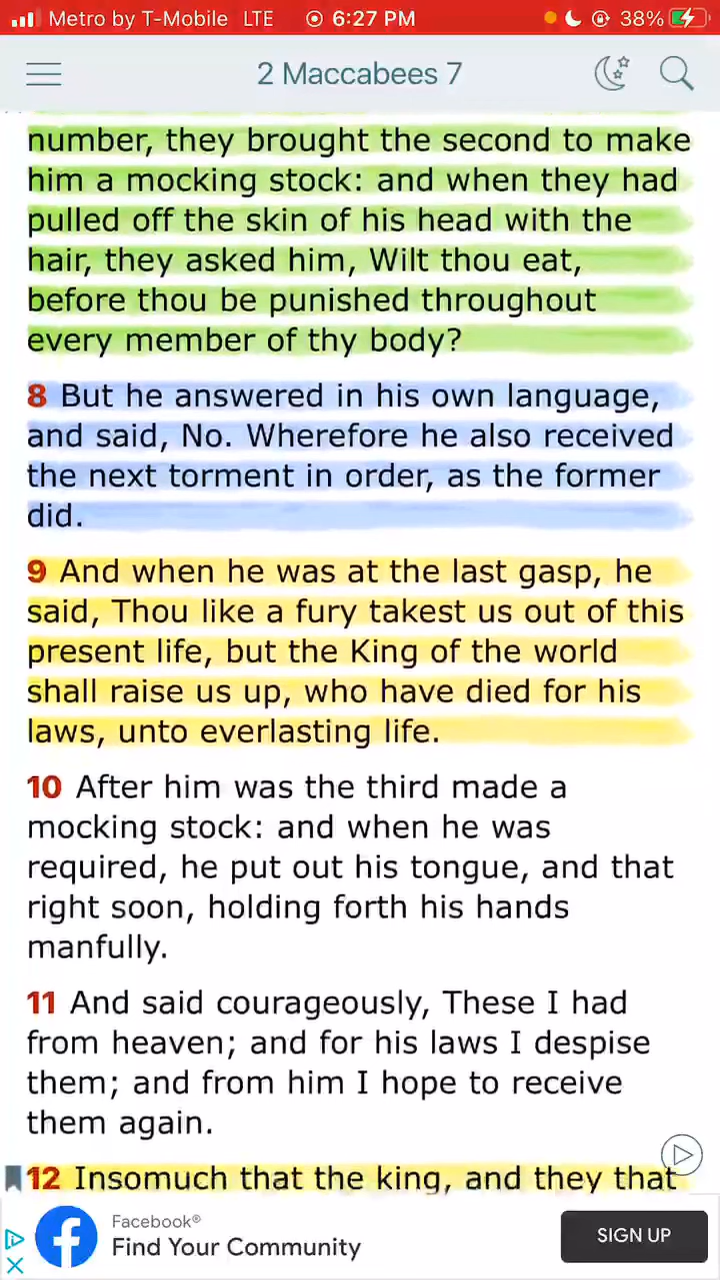 Metro by T-Mobile LTE 6:27 PM 38%
2 Maccabees 7
number, they brought the second to make
him a mocking stock: and when they had
pulled off the skin of his head with the
hair, they asked him, Wilt thou eat,
before thou be punished throughout
every member of thy body?
8 But he answered in his own language,
and said, No. Wherefore he also received
the next torment in order, as the former
did.
9 And when he was at the last gasp, he
said, Thou like a fury takest us out of this
present life, but the King of the world
shall raise us up, who have died for his
laws, unto everlasting life.
10 After him was the third made a
mocking stock: and when he was
required, he put out his tongue, and that
right soon, holding forth his hands
manfully.
11 And said courageously, These I had
from heaven; and for his laws I despise
them; and from him I hope to receive
them again.
12 Insomuch that the king, and they that
Facebook®
Find Your Community
SIGN UP